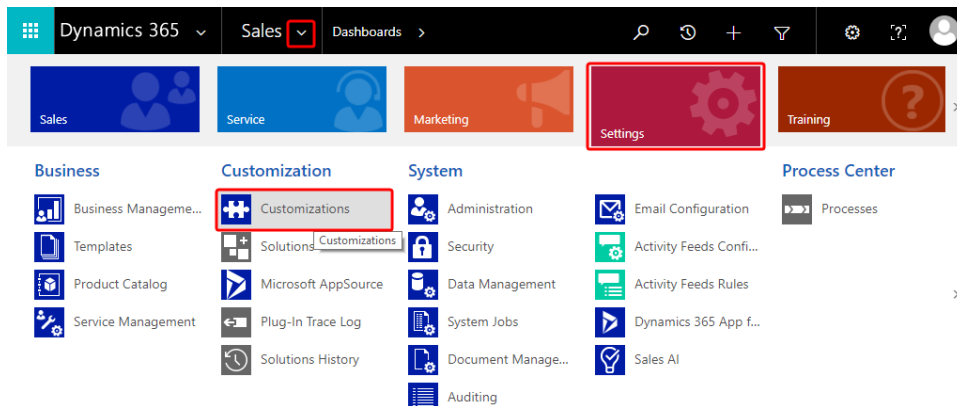 Dynamics 365 Sales Dashboards
[?]
Sales Service Marketing Settings Training
?
Business Customization System Process Center
Business Manageme... Customizations Administration Email Configuration Processes
Templates Solutions Customizations Security Activity Feeds Confi...
Product Catalog Microsoft AppSource Data Management Activity Feeds Rules
Service Management Plug-In Trace Log System Jobs Dynamics 365 App f...
Solutions History Document Manage... Sales AI
Auditing